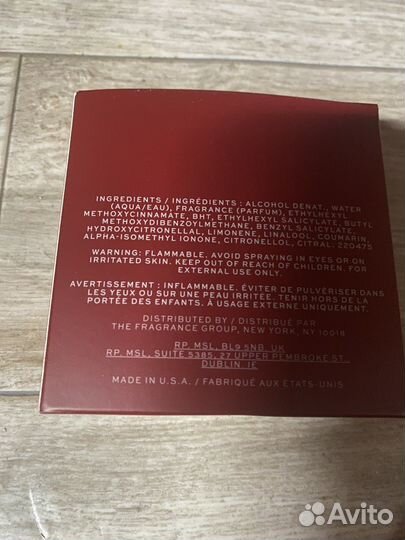 INGREDIENTS / INGRÉDIENTS : ALCOHOL DENAT., WATER
(AQUA/EAU), FRAGRANCE (PARFUM), ETHYLHEXYL
METHOXYCINNAMATE, BHT, ETHYLHEXYL SALICYLATE, BUTYL
METHOXYDIBENZOYLMETHANE, BENZYL SALICYLATE,
HYDROXYCITRONELLAL, LIMONENE, LINALOOL, COUMARIN,
ALPHA-ISOMETHYL IONONE, CITRONELLOL, CITRAL. 220475
WARNING: FLAMMABLE. AVOID SPRAYING IN EYES OR ON
IRRITATED SKIN. KEEP OUT OF REACH OF CHILDREN. FOR
EXTERNAL USE ONLY.
AVERTISSEMENT : INFLAMMABLE. ÉVITER DE PULVÉRISER DANS
LES YEUX OU SUR UNE PEAU IRRITÉE. TENIR HORS DE LA
PORTÉE DES ENFANTS. À USAGE EXTERNE UNIQUEMENT.
DISTRIBUTED BY / DISTRIBUÉ PAR
THE FRAGRANCE GROUP, NEW YORK, NY 10018
RP. MSL, BL9 5NB. UK
RP. MSL, SUITE 5385, 27 UPPER PEMBROKE ST.,
DUBLIN. IE
MADE IN U.S.A. / FABRIQUÉ AUX ÉTATS-UNIS
Avito